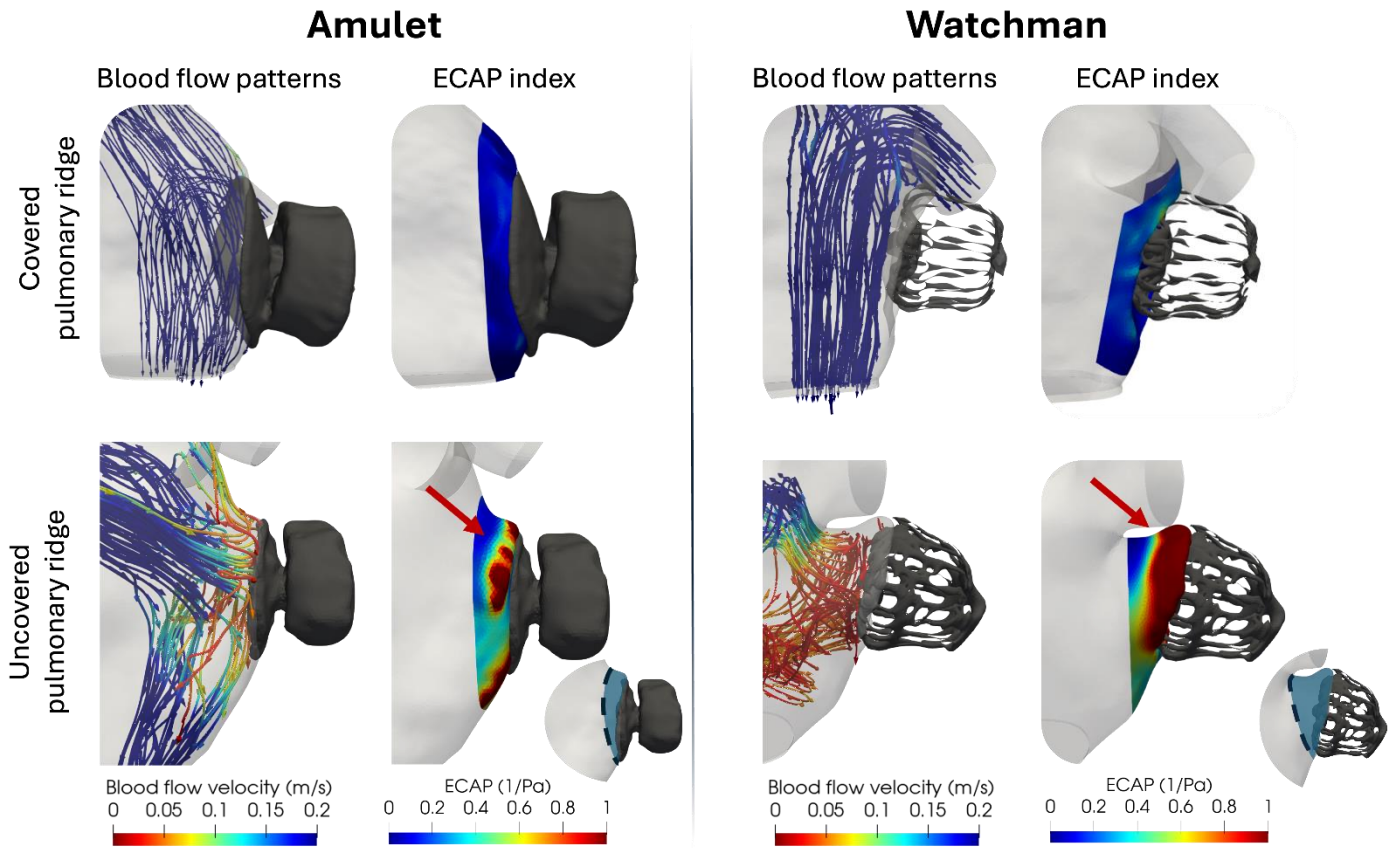 Amulet
Watchman
Blood flow patterns
ECAP index
Blood flow patterns
ECAP index
Covered
pulmonary ridge
Uncovered
pulmonary ridge
Blood flow velocity (m/s)
0 0.05 0.1 0.15 0.2
ECAP (1/Pa)
0 0.2 0.4 0.6 0.8 1
Blood flow velocity (m/s)
0 0.05 0.1 0.15 0.2
ECAP (1/Pa)
0 0.2 0.4 0.6 0.8 1